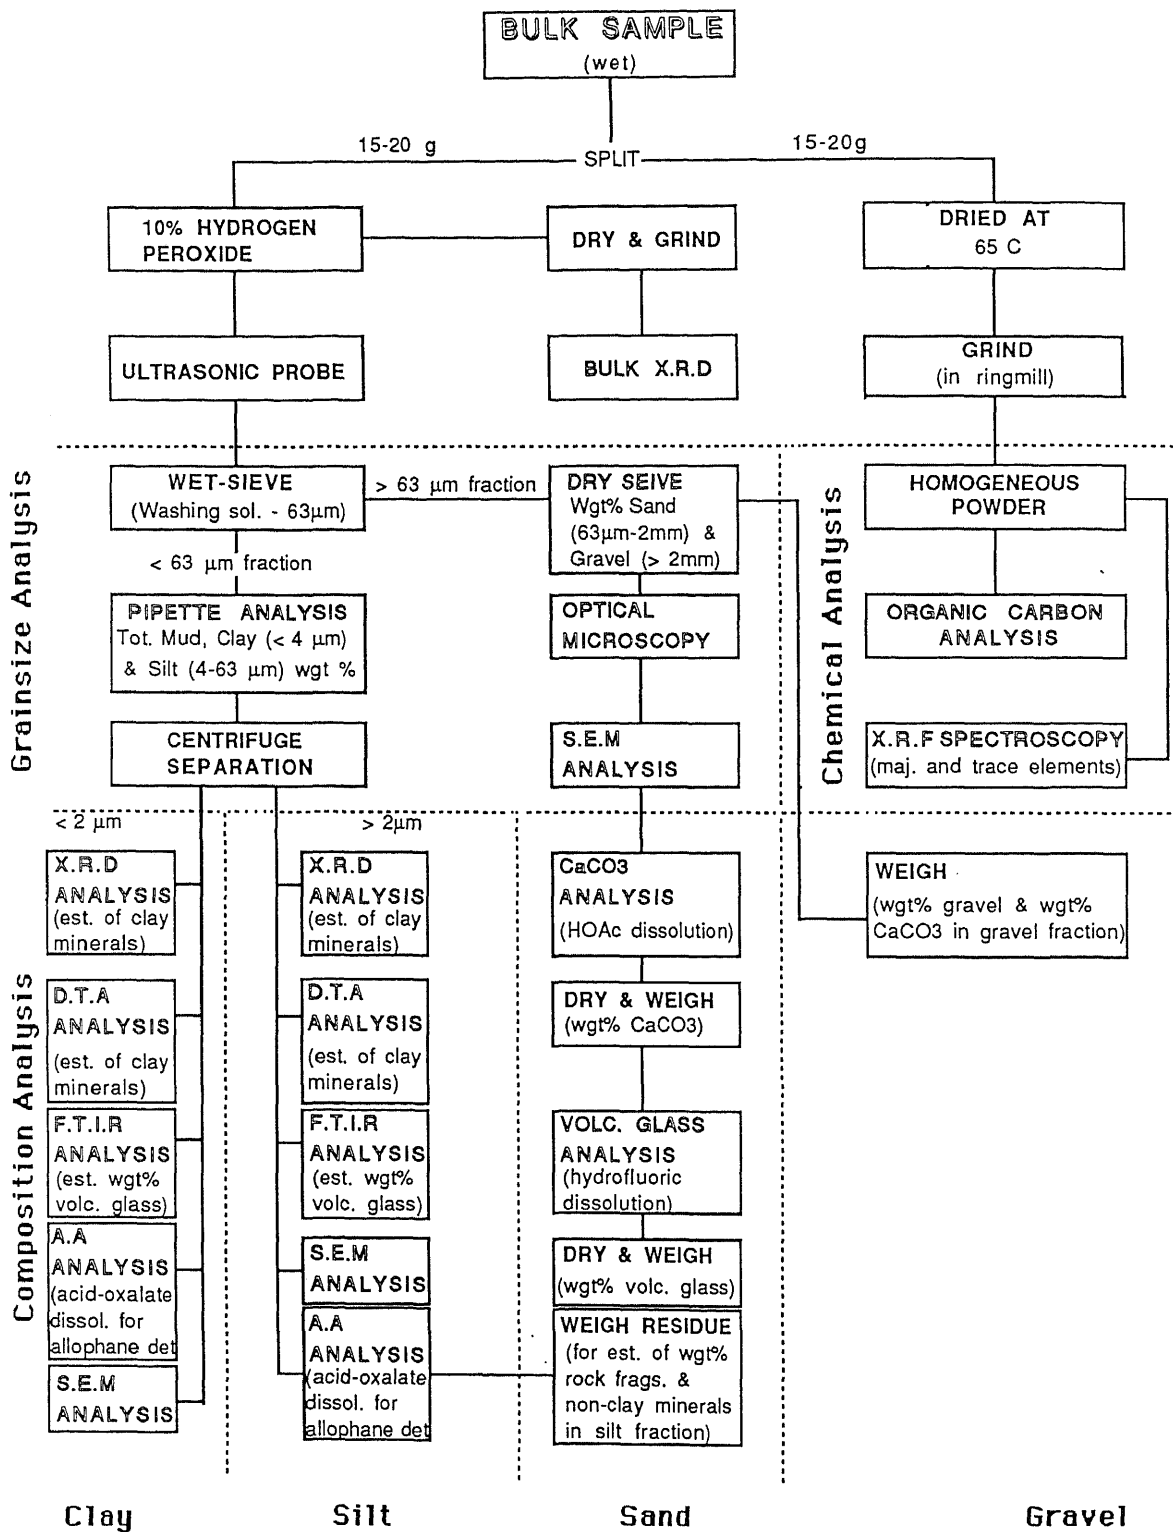 BULK SAMPLE
(wet)
15-20 g
SPLIT
15-20g
10% HYDROGEN
PEROXIDE
DRY & GRIND
DRIED AT
65 C
ULTRASONIC PROBE
BULK X.R.D
GRIND
(in ringmill)
Grainsize Analysis
WET-SIEVE
(Washing sol. - 63µm)
> 63 µm fraction
DRY SEIVE
Wgt% Sand
(63µm-2mm) &
Gravel (> 2mm)
Chemical Analysis
HOMOGENEOUS
POWDER
< 63 µm fraction
PIPETTE ANALYSIS
Tot. Mud, Clay (< 4 µm)
& Silt (4-63 µm) wgt %
OPTICAL
MICROSCOPY
ORGANIC CARBON
ANALYSIS
CENTRIFUGE
SEPARATION
S.E.M
ANALYSIS
X.R.F SPECTROSCOPY
(maj. and trace elements)
Composition Analysis
< 2 µm
X.R.D
ANALYSIS
(est. of clay
minerals)
D.T.A
ANALYSIS
(est. of clay
minerals)
F.T.I.R
ANALYSIS
(est. wgt%
volc. glass)
A.A
ANALYSIS
(acid-oxalate
dissol. for
allophane det
S.E.M
ANALYSIS
> 2µm
X.R.D
ANALYSIS
(est. of clay
minerals)
D.T.A
ANALYSIS
(est. of clay
minerals)
F.T.I.R
ANALYSIS
(est. wgt%
volc. glass)
S.E.M
ANALYSIS
A.A
ANALYSIS
(acid-oxalate
dissol. for
allophane det
CaCO3
ANALYSIS
(HOAc dissolution)
DRY & WEIGH
(wgt% CaCO3)
VOLC. GLASS
ANALYSIS
(hydrofluoric
dissolution)
DRY & WEIGH
(wgt% volc. glass)
WEIGH RESIDUE
(for est. of wgt%
rock frags. &
non-clay minerals
in silt fraction)
WEIGH
(wgt% gravel & wgt%
CaCO3 in gravel fraction)
Clay
Silt
Sand
Gravel